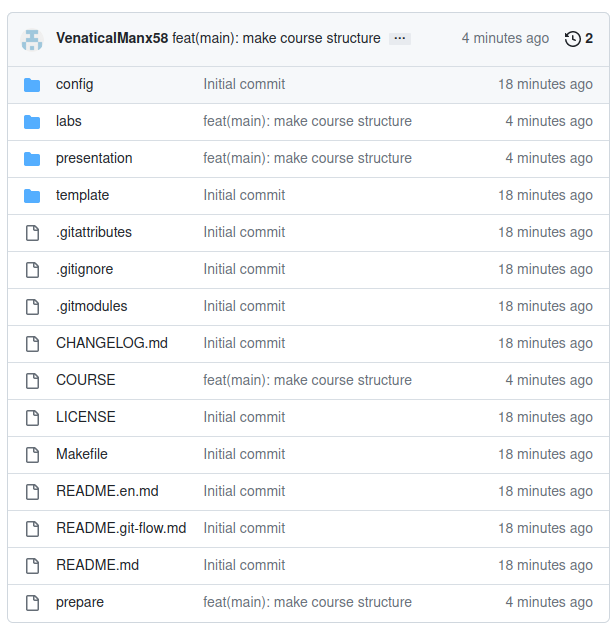 VenaticalManx58 feat(main): make course structure ... 4 minutes ago 2
config Initial commit 18 minutes ago
labs feat(main): make course structure 4 minutes ago
presentation feat(main): make course structure 4 minutes ago
template Initial commit 18 minutes ago
.gitattributes Initial commit 18 minutes ago
.gitignore Initial commit 18 minutes ago
.gitmodules Initial commit 18 minutes ago
CHANGELOG.md Initial commit 18 minutes ago
COURSE feat(main): make course structure 4 minutes ago
LICENSE Initial commit 18 minutes ago
Makefile Initial commit 18 minutes ago
README.en.md Initial commit 18 minutes ago
README.git-flow.md Initial commit 18 minutes ago
README.md Initial commit 18 minutes ago
prepare feat(main): make course structure 4 minutes ago